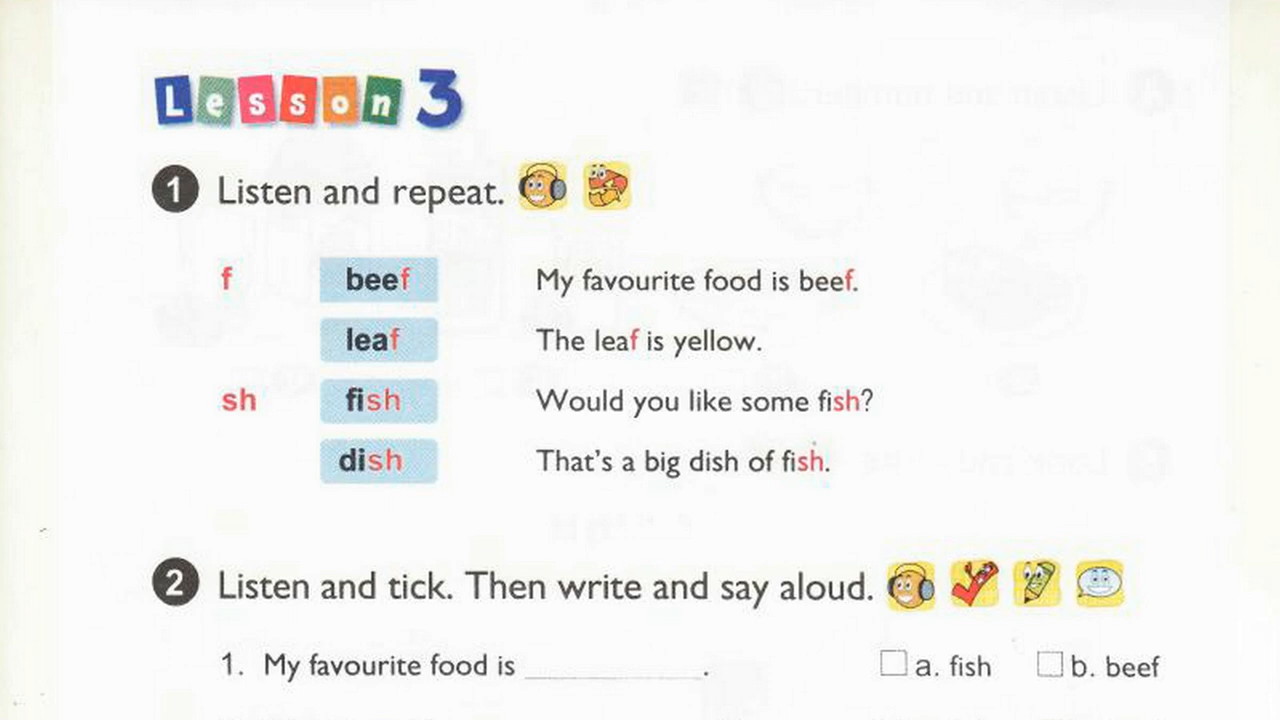 Lesson 3
1 Listen and repeat.
f beef My favourite food is beef.
leaf The leaf is yellow.
sh fish Would you like some fish?
dish That's a big dish of fish.
2 Listen and tick. Then write and say aloud.
1. My favourite food is ____________. a. fish b. beef